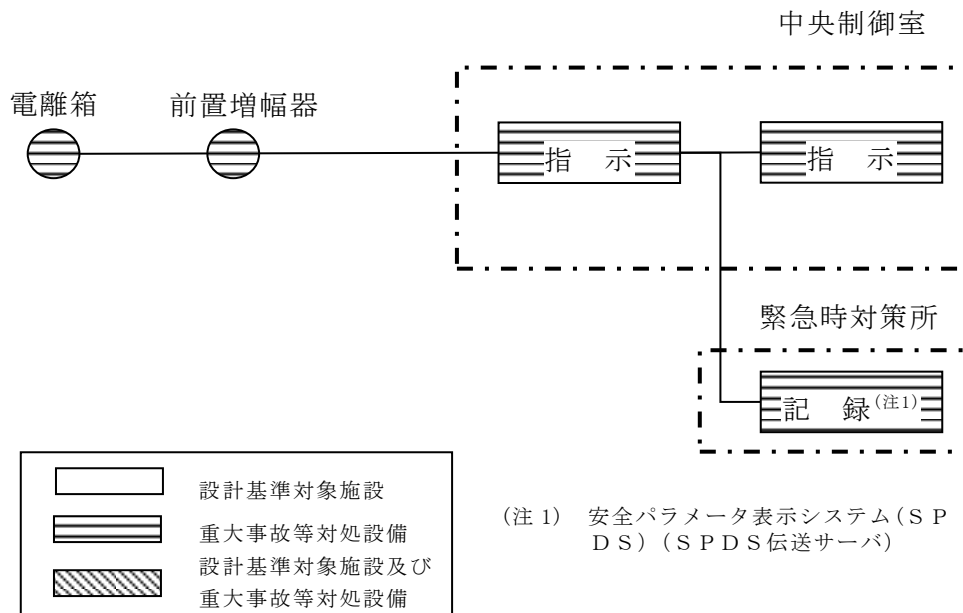 中央制御室
電離箱
前置増幅器
指 示
指 示
緊急時対策所
記 録(注1)
設計基準対象施設
重大事故等対処設備
設計基準対象施設及び
重大事故等対処設備
(注 1) 安全パラメータ表示システム(ＳＰ
ＤＳ)(ＳＰＤＳ伝送サーバ)